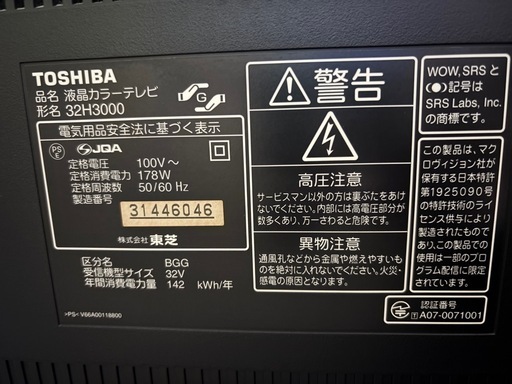 TOSHIBA
品名 液晶カラーテレビ
形名 32H3000
G
電気用品安全法に基づく表示
PS
E
JQA
定格電圧 100V～
定格消費電力 178W
定格周波数 50/60 Hz
製造番号
31446046
株式会社 東芝
区分名 BGG
受信機型サイズ 32V
年間消費電力量 142 kWh/年
>PS< V66A00118800
警告
高圧注意
サービスマン以外の方は裏ぶたをあけ
ないでください。内部には高電圧部分が
数多くあり、万一さわると危険です。
異物注意
通風孔などから金属や燃えやすいも
のを絶対に入れないでください。火災・
感電の原因となります。
WOW, SRS と
記号は
SRS Labs, Inc.
の商標です。
この製品は、マク
ロヴィジョン社が
保有する日本特許
第1925090号
の特許技術のライ
センス供与により
製造されたもので
あり、この技術の
使用は一部のプロ
グラム配信に限定
されています。
認証番号
T A07-0071001